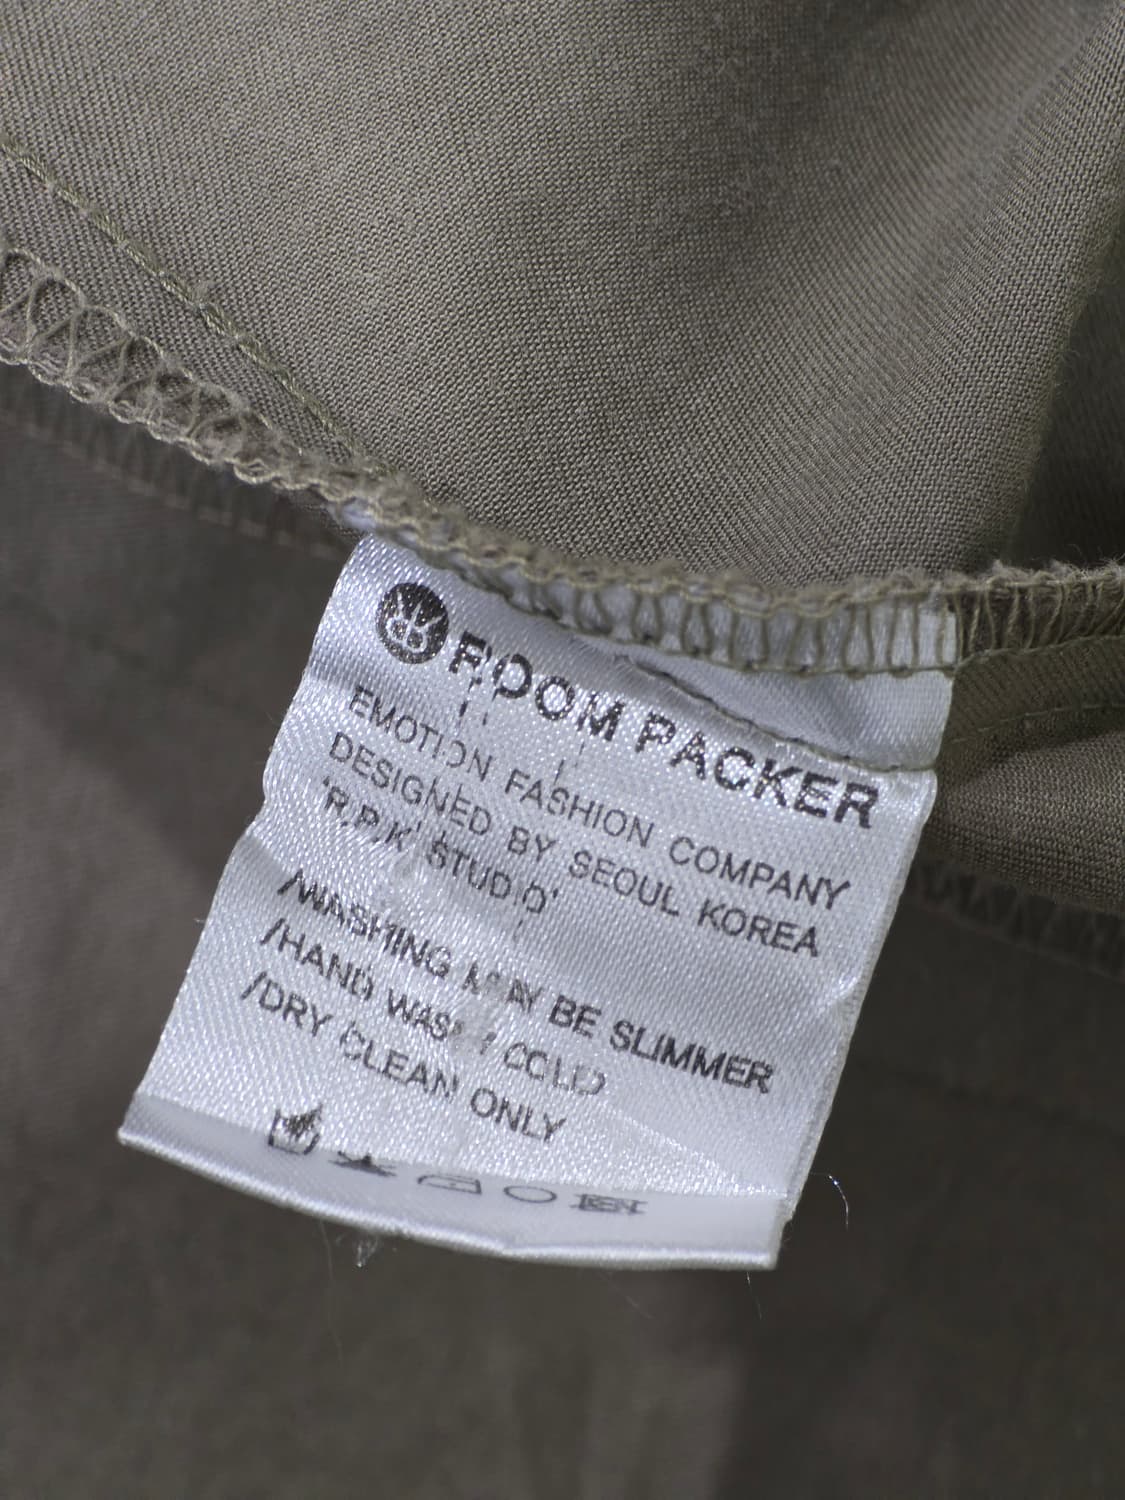 ROOM PACKER
EMOTION FASHION COMPANY
DESIGNED BY SEOUL KOREA
'R.P.K' STUDIO'
/WASHING MAY BE SLIMMER
/HAND WASH COLD
/DRY CLEAN ONLY